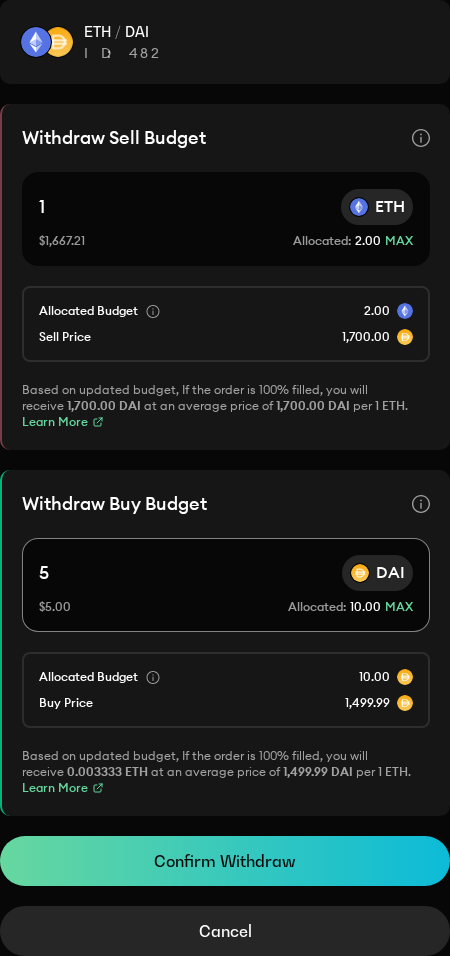 ETH / DAI
ID 482
Withdraw Sell Budget
1
ETH
$1,667.21
Allocated: 2.00 MAX
Allocated Budget
2.00
Sell Price
1,700.00
Based on updated budget, If the order is 100% filled, you will
receive 1,700.00 DAI at an average price of 1,700.00 DAI per 1 ETH.
Learn More
Withdraw Buy Budget
5
DAI
$5.00
Allocated: 10.00 MAX
Allocated Budget
10.00
Buy Price
1,499.99
Based on updated budget, If the order is 100% filled, you will
receive 0.003333 ETH at an average price of 1,499.99 DAI per 1 ETH.
Learn More
Confirm Withdraw
Cancel